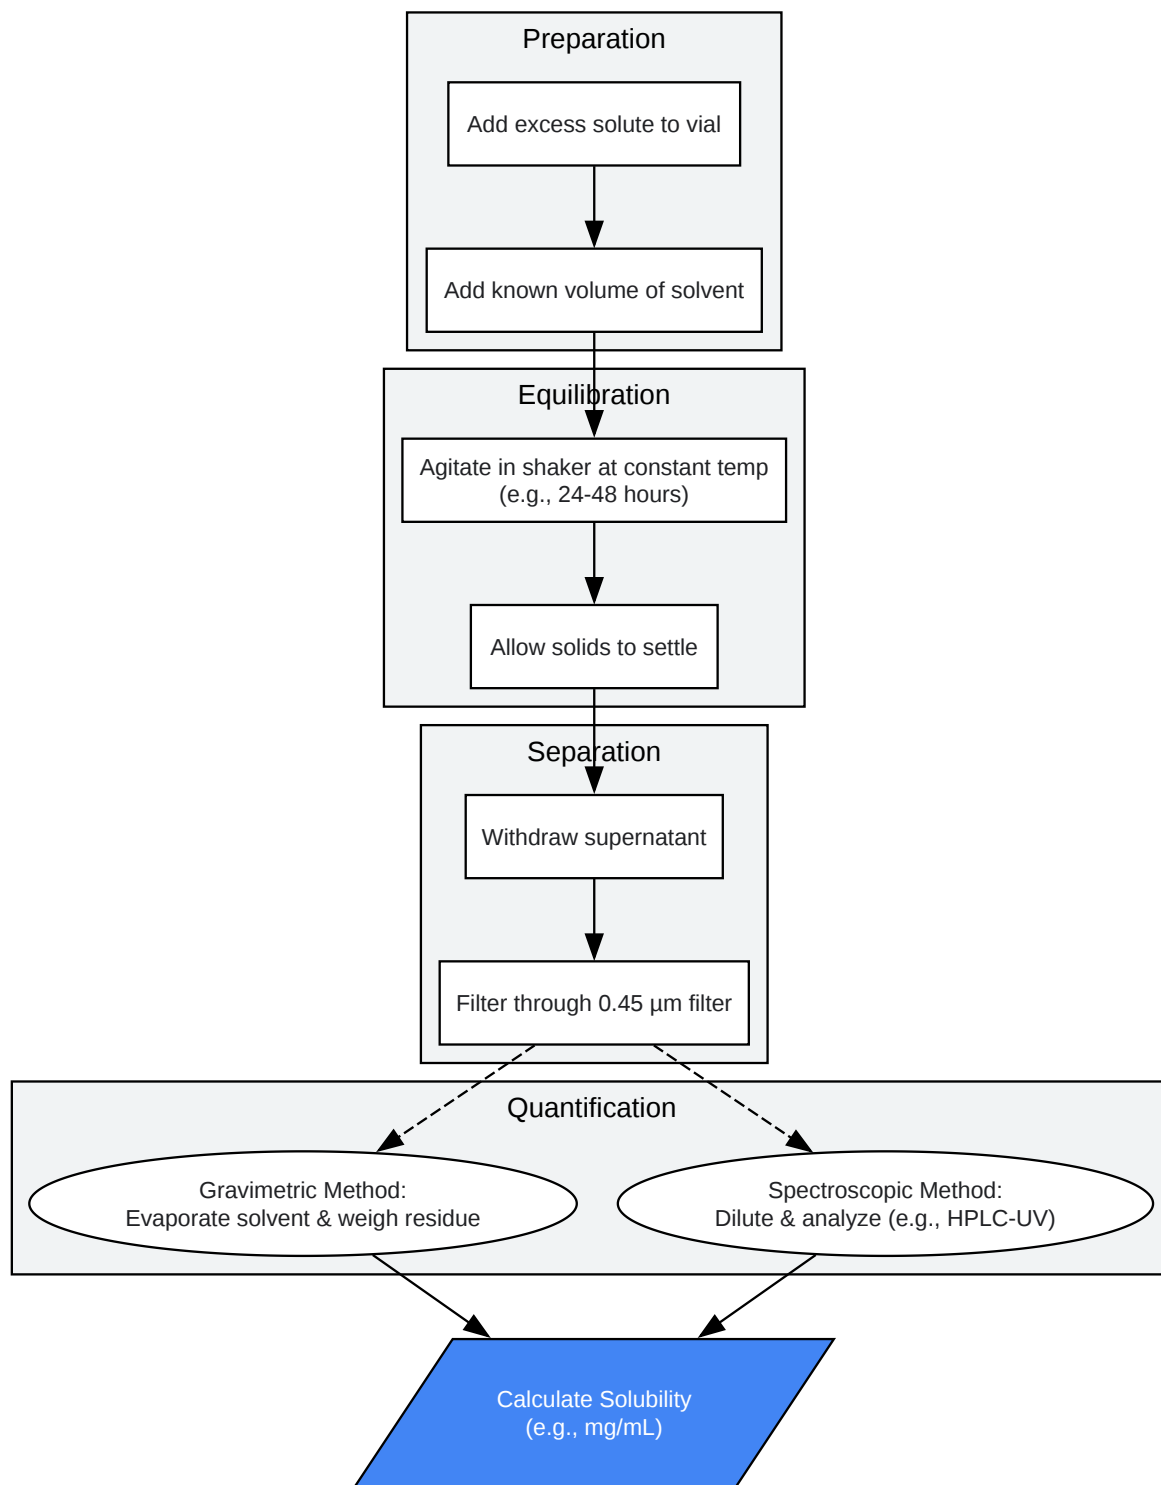 Preparation
Add excess solute to vial
Add known volume of solvent
Equilibration
Agitate in shaker at constant temp
(e.g., 24-48 hours)
Allow solids to settle
Separation
Withdraw supernatant
Filter through 0.45 µm filter
Quantification
Gravimetric Method:
Evaporate solvent & weigh residue
Spectroscopic Method:
Dilute & analyze (e.g., HPLC-UV)
Calculate Solubility
(e.g., mg/mL)